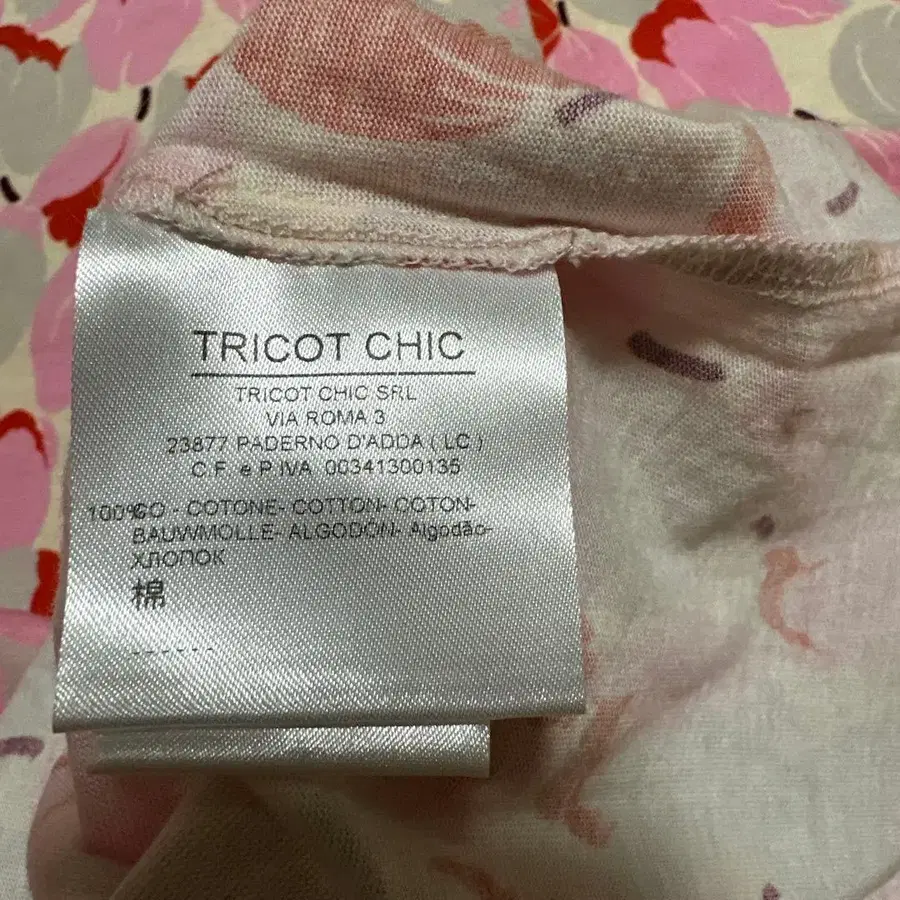 TRICOT CHIC
TRICOT CHIC SRL
VIA ROMA 3
23877 PADERNO D'ADDA ( LC )
C.F. e P.IVA 00341300135
100% CO - COTONE- COTTON- COTON-
BAUWMOLLE- ALGODÓN- Algodão-
ХЛОПОК
棉
------